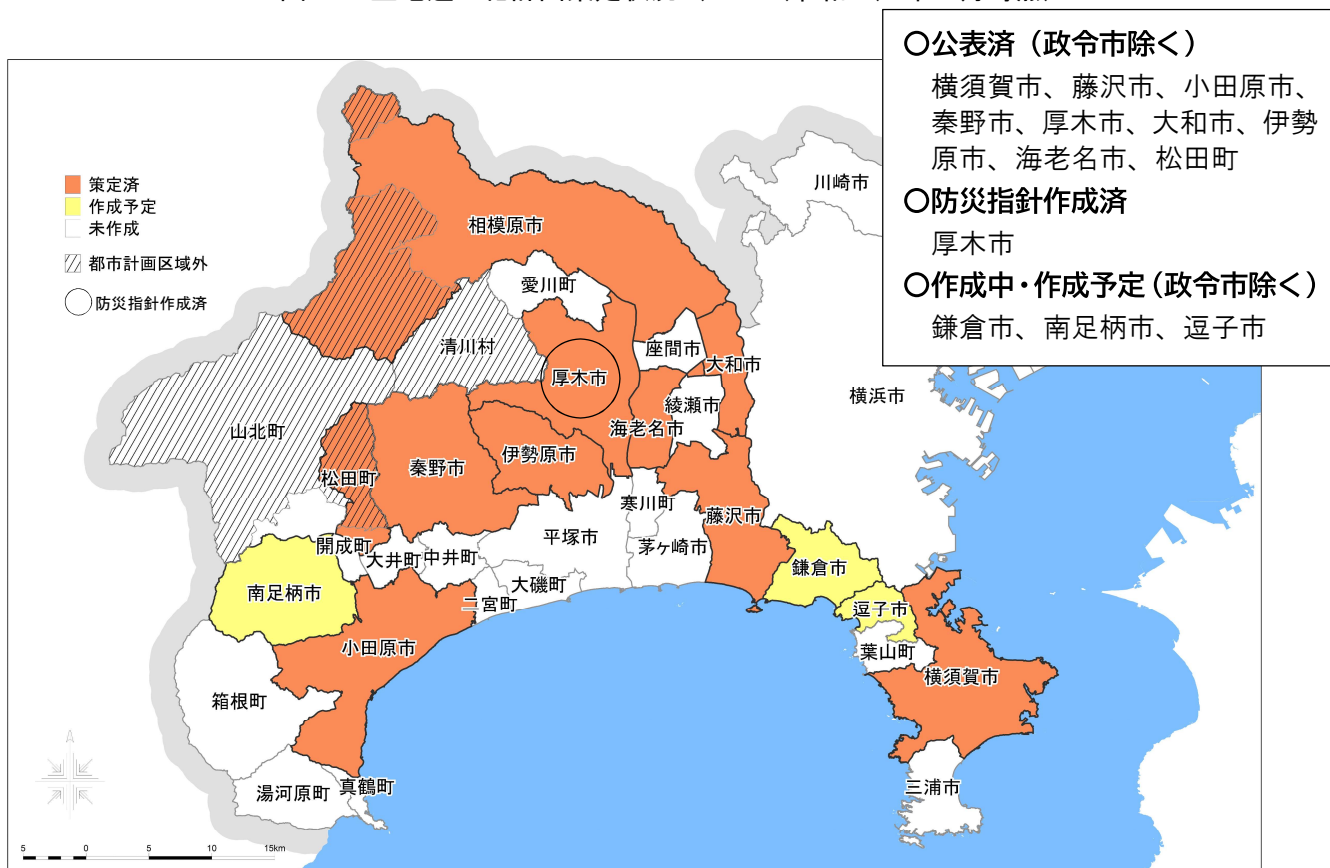 〇公表済（政令市除く）
横須賀市、藤沢市、小田原市、
秦野市、厚木市、大和市、伊勢
原市、海老名市、松田町
〇防災指針作成済
厚木市
〇作成中・作成予定（政令市除く）
鎌倉市、南足柄市、逗子市
策定済
作成予定
未作成
都市計画区域外
防災指針作成済
川崎市
相模原市
愛川町
清川村
座間市
大和市
厚木市
横浜市
綾瀬市
海老名市
山北町
伊勢原市
秦野市
松田町
寒川町
藤沢市
平塚市
茅ヶ崎市
開成町
大井町
中井町
鎌倉市
大磯町
南足柄市
二宮町
逗子市
小田原市
葉山町
横須賀市
箱根町
真鶴町
湯河原町
三浦市
5 0 5 10 15km